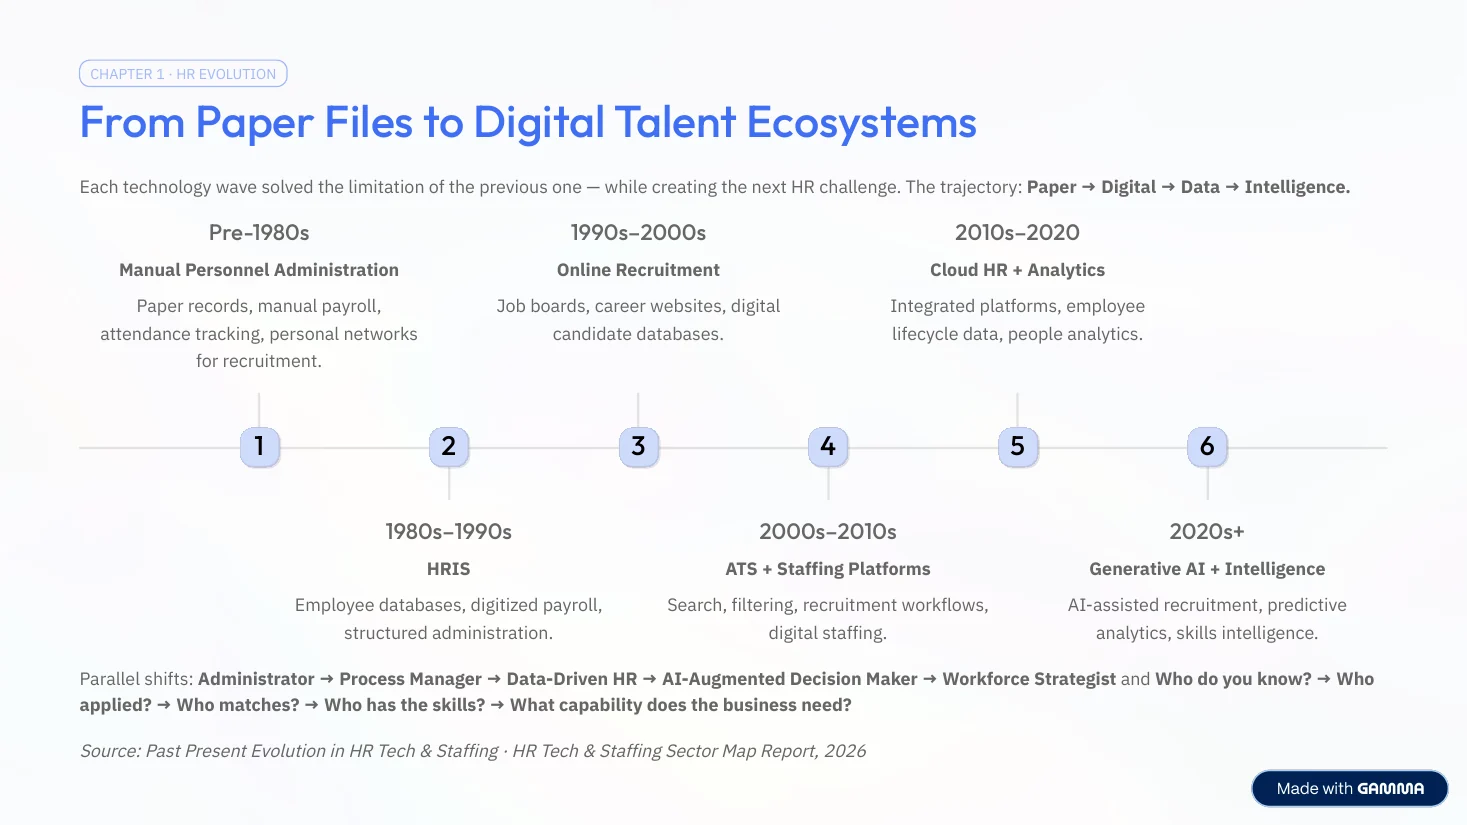 CHAPTER 1 · HR EVOLUTION
From Paper Files to Digital Talent Ecosystems
Each technology wave solved the limitation of the previous one — while creating the next HR challenge. The trajectory: Paper → Digital → Data → Intelligence.
Pre-1980s
Manual Personnel Administration
Paper records, manual payroll,
attendance tracking, personal networks
for recruitment.
1990s–2000s
Online Recruitment
Job boards, career websites, digital
candidate databases.
2010s–2020
Cloud HR + Analytics
Integrated platforms, employee
lifecycle data, people analytics.
1
2
3
4
5
6
1980s–1990s
HRIS
Employee databases, digitized payroll,
structured administration.
2000s–2010s
ATS + Staffing Platforms
Search, filtering, recruitment workflows,
digital staffing.
2020s+
Generative AI + Intelligence
AI-assisted recruitment, predictive
analytics, skills intelligence.
Parallel shifts: Administrator → Process Manager → Data-Driven HR → AI-Augmented Decision Maker → Workforce Strategist and Who do you know? → Who
applied? → Who matches? → Who has the skills? → What capability does the business need?
Source: Past Present Evolution in HR Tech & Staffing · HR Tech & Staffing Sector Map Report, 2026
Made with GAMMA